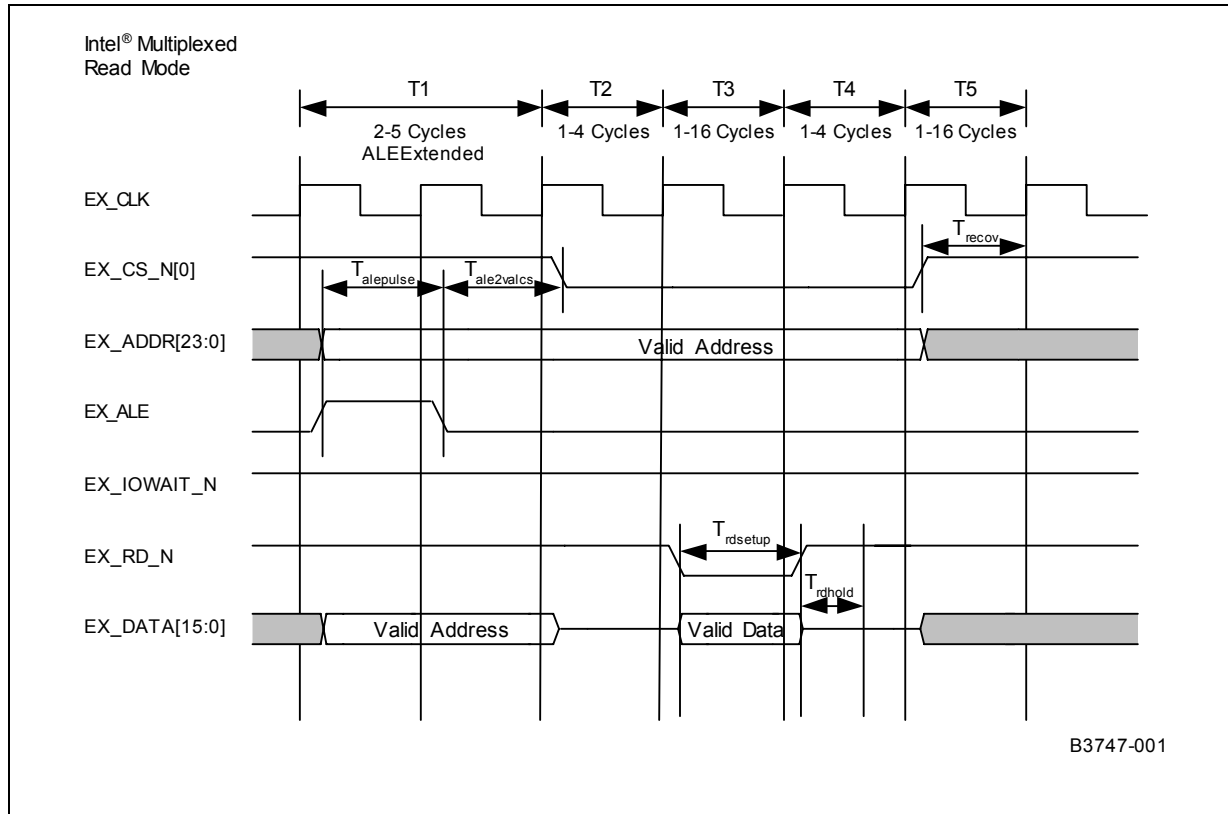 Intel® Multiplexed
Read Mode
T1 T2 T3 T4 T5
2-5 Cycles 1-4 Cycles 1-16 Cycles 1-4 Cycles 1-16 Cycles
ALEExtended
EX_CLK
Trecov
EX_CS_N[0]
Talepulse Tale2valcs
EX_ADDR[23:0]
Valid Address
EX_ALE
EX_IOWAIT_N
Trdsetup
EX_RD_N
Trdhold
EX_DATA[15:0]
Valid Address Valid Data
B3747-001